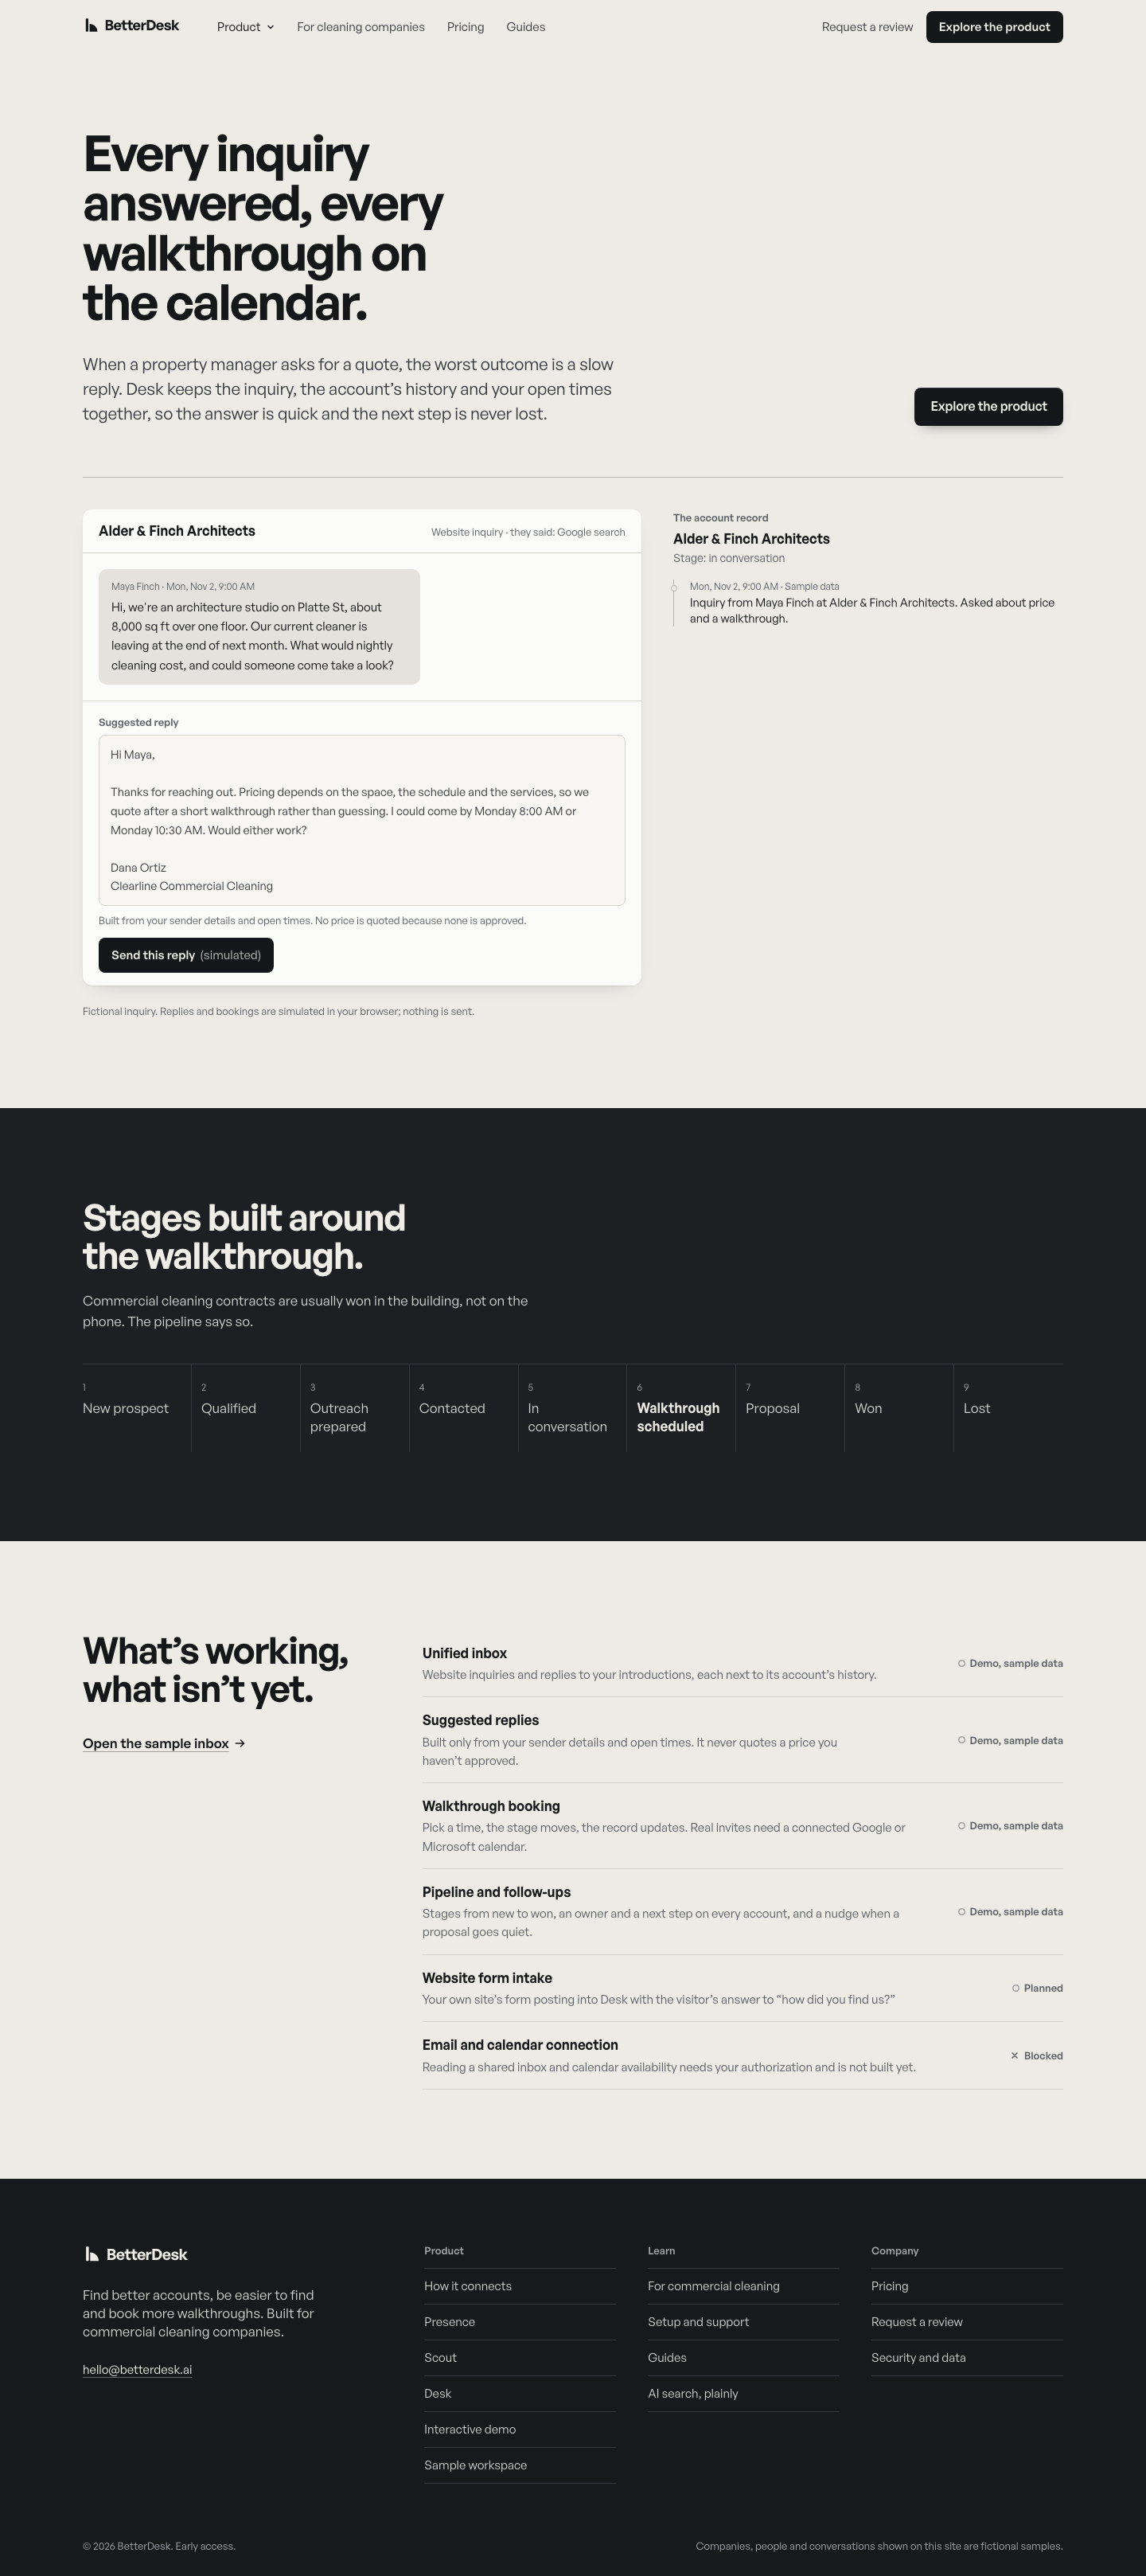 BetterDesk
Product
For cleaning companies
Pricing
Guides
Request a review
Explore the product
Every inquiry
answered, every
walkthrough on
the calendar.
When a property manager asks for a quote, the worst outcome is a slow
reply. Desk keeps the inquiry, the account’s history and your open times
together, so the answer is quick and the next step is never lost.
Explore the product
Alder & Finch Architects
Website inquiry · they said: Google search
Maya Finch · Mon, Nov 2, 9:00 AM
Hi, we're an architecture studio on Platte St, about
8,000 sq ft over one floor. Our current cleaner is
leaving at the end of next month. What would nightly
cleaning cost, and could someone come take a look?
Suggested reply
Hi Maya,
Thanks for reaching out. Pricing depends on the space, the schedule and the services, so we
quote after a short walkthrough rather than guessing. I could come by Monday 8:00 AM or
Monday 10:30 AM. Would either work?
Dana Ortiz
Clearline Commercial Cleaning
Built from your sender details and open times. No price is quoted because none is approved.
Send this reply (simulated)
Fictional inquiry. Replies and bookings are simulated in your browser; nothing is sent.
The account record
Alder & Finch Architects
Stage: in conversation
Mon, Nov 2, 9:00 AM · Sample data
Inquiry from Maya Finch at Alder & Finch Architects. Asked about price
and a walkthrough.
Stages built around
the walkthrough.
Commercial cleaning contracts are usually won in the building, not on the
phone. The pipeline says so.
1
New prospect
2
Qualified
3
Outreach
prepared
4
Contacted
5
In
conversation
6
Walkthrough
scheduled
7
Proposal
8
Won
9
Lost
What’s working,
what isn’t yet.
Open the sample inbox →
Unified inbox
Website inquiries and replies to your introductions, each next to its account’s history.
Demo, sample data
Suggested replies
Built only from your sender details and open times. It never quotes a price you
haven’t approved.
Demo, sample data
Walkthrough booking
Pick a time, the stage moves, the record updates. Real invites need a connected Google or
Microsoft calendar.
Demo, sample data
Pipeline and follow-ups
Stages from new to won, an owner and a next step on every account, and a nudge when a
proposal goes quiet.
Demo, sample data
Website form intake
Your own site’s form posting into Desk with the visitor’s answer to “how did you find us?”
Planned
Email and calendar connection
Reading a shared inbox and calendar availability needs your authorization and is not built yet.
Blocked
BetterDesk
Find better accounts, be easier to find
and book more walkthroughs. Built for
commercial cleaning companies.
hello@betterdesk.ai
Product
How it connects
Presence
Scout
Desk
Interactive demo
Sample workspace
Learn
For commercial cleaning
Setup and support
Guides
AI search, plainly
Company
Pricing
Request a review
Security and data
© 2026 BetterDesk. Early access.
Companies, people and conversations shown on this site are fictional samples.